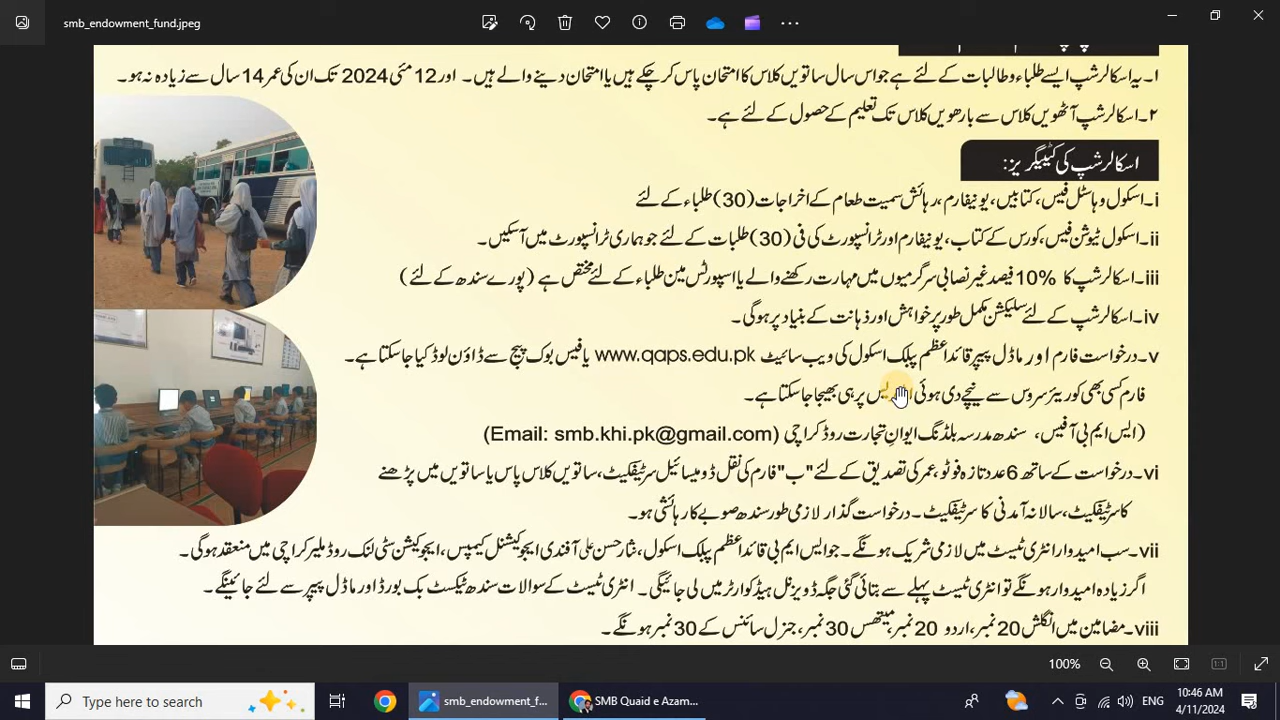 smb_endowment_fund.jpeg
۱۔ یہ اسکالرشپ ایسے طلباء و طالبات کے لئے ہے جو اس سال ساتویں کلاس کا امتحان پاس کر چکے ہیں یا امتحان دینے والے ہیں۔ اور 12 مئی 2024 تک ان کی عمر 14 سال سے زیادہ نہ ہو۔
۲۔ اسکالرشپ آٹھویں کلاس سے بارھویں کلاس تک تعلیم کے حصول کے لئے ہے۔
اسکالرشپ کی کٹیگریز:
i۔ اسکول و ہاسٹل فیس، کتابیں، یونیفارم، رہائش سمیت طعام کے اخراجات (30) طلباء کے لئے
ii۔ اسکول ٹیوشن فیس، کورس کے کتاب، یونیفارم اور ٹرانسپورٹ کی فی (30) طلبات کے لئے جو ہماری ٹرانسپورٹ میں آسکیں۔
iii۔ اسکالرشپ کا 10% فیصد غیر نصابی سرگرمیوں میں مہارت رکھنے والے یا اسپورٹس مین طلباء کے لئے مختص ہے (پورے سندھ کے لئے)
iv۔ اسکالرشپ کے لئے سلیکشن مکمل طور پر خواہش اور ذہانت کے بنیاد پر ہوگی۔
v۔ درخواست فارم اور ماڈل پیپر قائداعظم پبلک اسکول کی ویب سائیٹ www.qaps.edu.pk یا فیس بوک پیج سے ڈاؤن لوڈ کیا جاسکتا ہے۔
فارم کسی بھی کوریئر سروس سے نیچے دی ہوئی پر ہی بھیجا جاسکتا ہے۔
(ایس ایم بی آفیس، سندھ مدرسہ بلڈنگ ایوانِ تجارت روڈ کراچی (Email: smb.khi.pk@gmail.com)
vi۔ درخواست کے ساتھ 6 عدد تازہ فوٹو، عمر کی تصدیق کے لئے "ب" فارم کی نقل ڈومیسائیل سرٹیفکیٹ، ساتویں کلاس پاس یا ساتویں میں پڑھنے
کا سرٹیفکیٹ، سالانہ آمدنی کا سرٹیفکیٹ۔ درخواست گذار لازمی طور سندھ صوبے کا رہائشی ہو۔
vii۔ سب امیدوار انٹری ٹیسٹ میں لازمی شریک ہونگے۔ جو ایس ایم بی قائداعظم پبلک اسکول، نثار حسن علی آفندی ایجوکیشنل کیمپس، ایجوکیشن سٹی لنک روڈ ملیر کراچی میں منعقد ہوگی۔
اگر زیادہ امیدوار ہونگے تو انٹری ٹیسٹ پہلے سے بتائی گئی جگہ ڈویزنل ہیڈکوارٹر میں لی جائیگی۔ انٹری ٹیسٹ کے سوالات سندھ ٹیکسٹ بک بورڈ اور ماڈل پیپر سے لئے جائینگے۔
viii۔ مضامین میں انگلش 20 نمبر، اردو 20 نمبر، میتھس 30 نمبر، جنرل سائنس کے 30 نمبر ہونگے۔
100%
Type here to search
smb_endowment_f...
SMB Quaid e Azam...
ENG
10:46 AM
4/11/2024